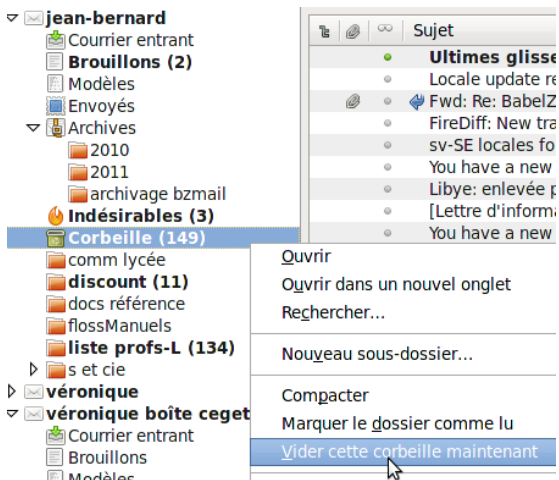 jean-bernard
Courrier entrant
Brouillons (2)
Modèles
Envoyés
Archives
2010
2011
archivage bzmail
Indésirables (3)
Corbeille (149)
comm lycée
discount (11)
docs référence
flossManuels
liste profs-L (134)
s et cie
véronique
véronique boîte ceget
Courrier entrant
Brouillons
Modèles
Sujet
Ultimes glisse
Locale update re
Fwd: Re: BabelZ
FireDiff: New tra
sv-SE locales fo
You have a new
Libye: enlevée p
[Lettre d'informa
You have a new
Ouvrir
Ouvrir dans un nouvel onglet
Rechercher...
Nouveau sous-dossier...
Compacter
Marquer le dossier comme lu
Vider cette corbeille maintenant